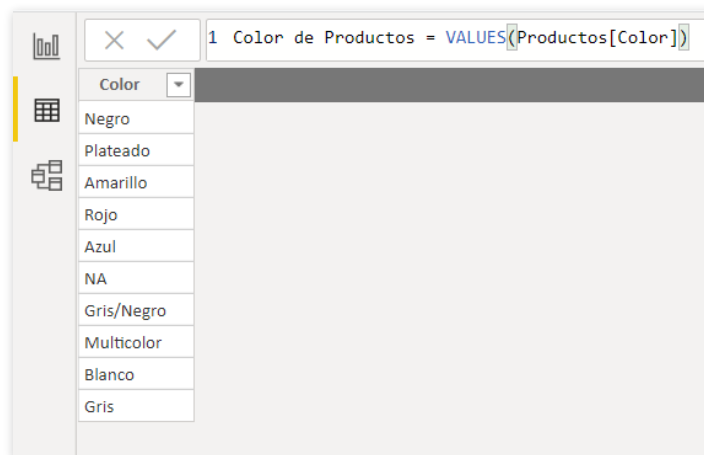 1 Color de Productos = VALUES(Productos[Color])
Color
Negro
Plateado
Amarillo
Rojo
Azul
NA
Gris/Negro
Multicolor
Blanco
Gris